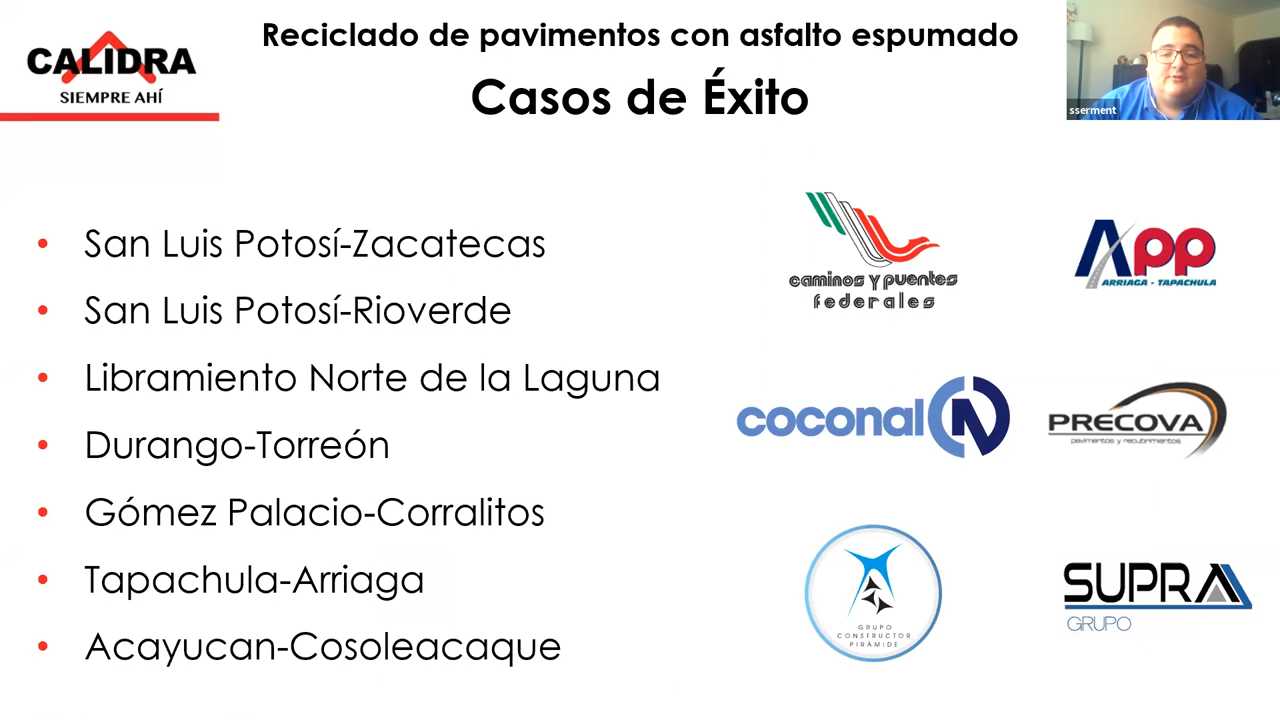 CALIDRA
SIEMPRE AHÍ
Reciclado de pavimentos con asfalto espumado
Casos de Éxito
sserment
• San Luis Potosí-Zacatecas
• San Luis Potosí-Rioverde
• Libramiento Norte de la Laguna
• Durango-Torreón
• Gómez Palacio-Corralitos
• Tapachula-Arriaga
• Acayucan-Cosoleacaque
caminos y puentes
federales
App
ARRIAGA - TAPACHULA
coconal CN
PRECOVA
pavimentos y recubrimientos
GRUPO
CONSTRUCTOR
PIRÁMIDE
SUPRA
GRUPO